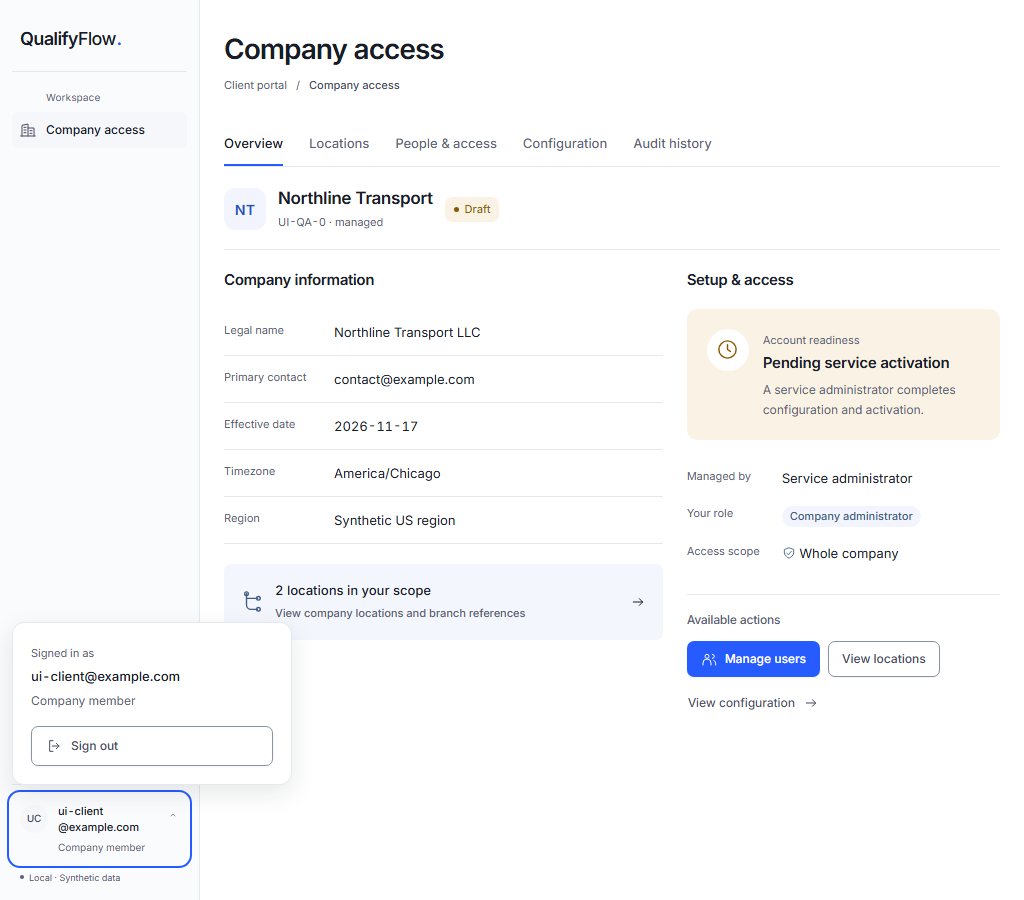 QualifyFlow.
Workspace
Company access
Company access
Client portal / Company access
Overview Locations People & access Configuration Audit history
NT
Northline Transport
UI-QA-0 · managed
Draft
Company information
Legal name Northline Transport LLC
Primary contact contact@example.com
Effective date 2026-11-17
Timezone America/Chicago
Region Synthetic US region
2 locations in your scope
View company locations and branch references
Setup & access
Account readiness
Pending service activation
A service administrator completes
configuration and activation.
Managed by Service administrator
Your role Company administrator
Access scope Whole company
Available actions
Manage users View locations
View configuration
Signed in as
ui-client@example.com
Company member
Sign out
UC
ui-client
@example.com
Company member
Local · Synthetic data